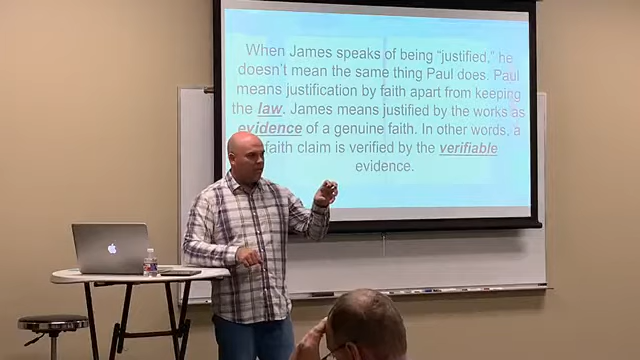 When James speaks of being "justified," he
doesn't mean the same thing Paul does. Paul
means justification by faith apart from keeping
the law. James means justified by the works as
evidence of a genuine faith. In other words, a
faith claim is verified by the verifiable
evidence.